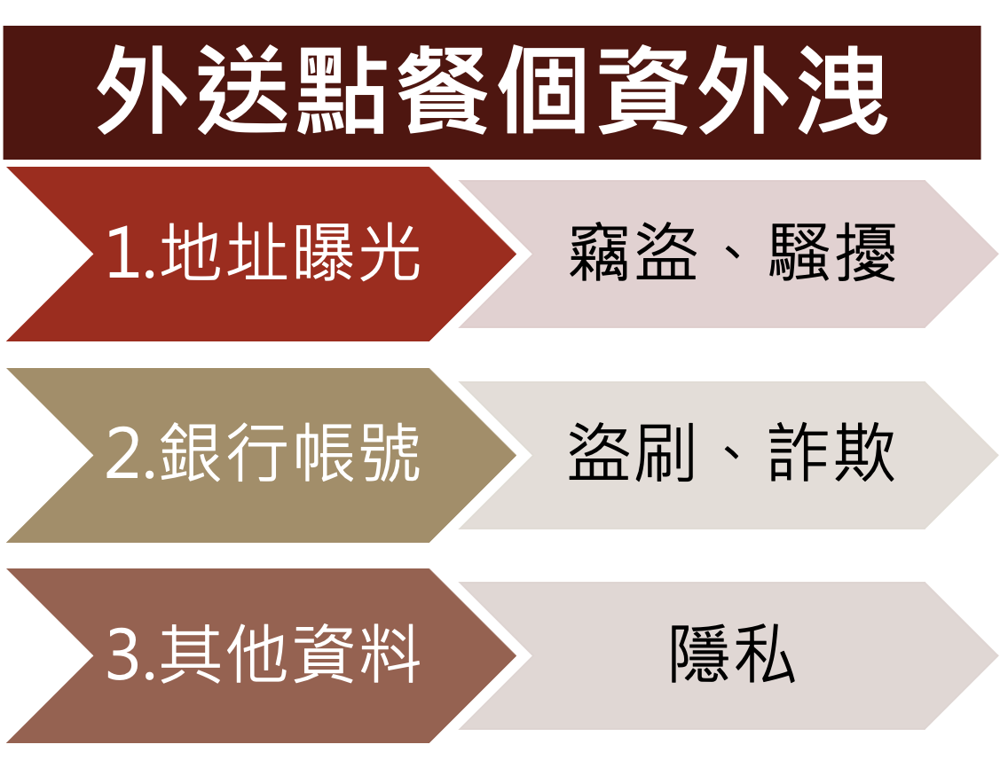 外送點餐個資外洩
1.地址曝光
竊盜、騷擾
2.銀行帳號
盜刷、詐欺
3.其他資料
隱私